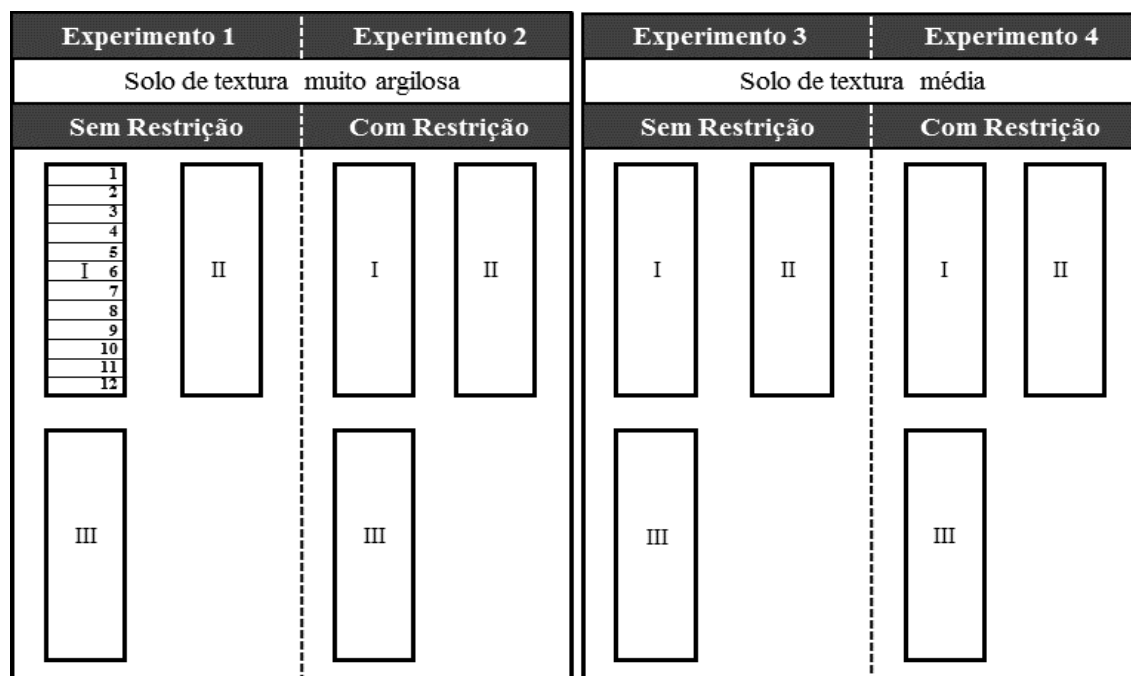 Experimento 1 Experimento 2 Experimento 3 Experimento 4
Solo de textura muito argilosa Solo de textura média
Sem Restrição Com Restrição Sem Restrição Com Restrição
1
2
3
4
5
I 6 II I II I II I II
7
8
9
10
11
12
III III III III